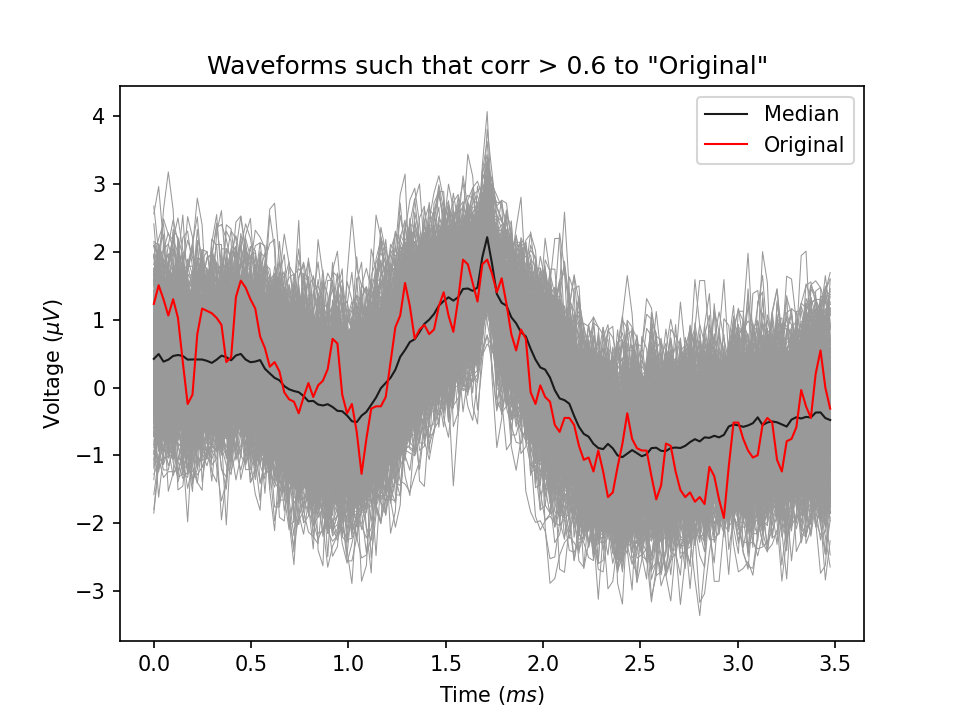 Waveforms such that corr > 0.6 to "Original"
Median
Original
4
3
2
1
0
−1
−2
−3
Voltage (μV)
0.0 0.5 1.0 1.5 2.0 2.5 3.0 3.5
Time (ms)